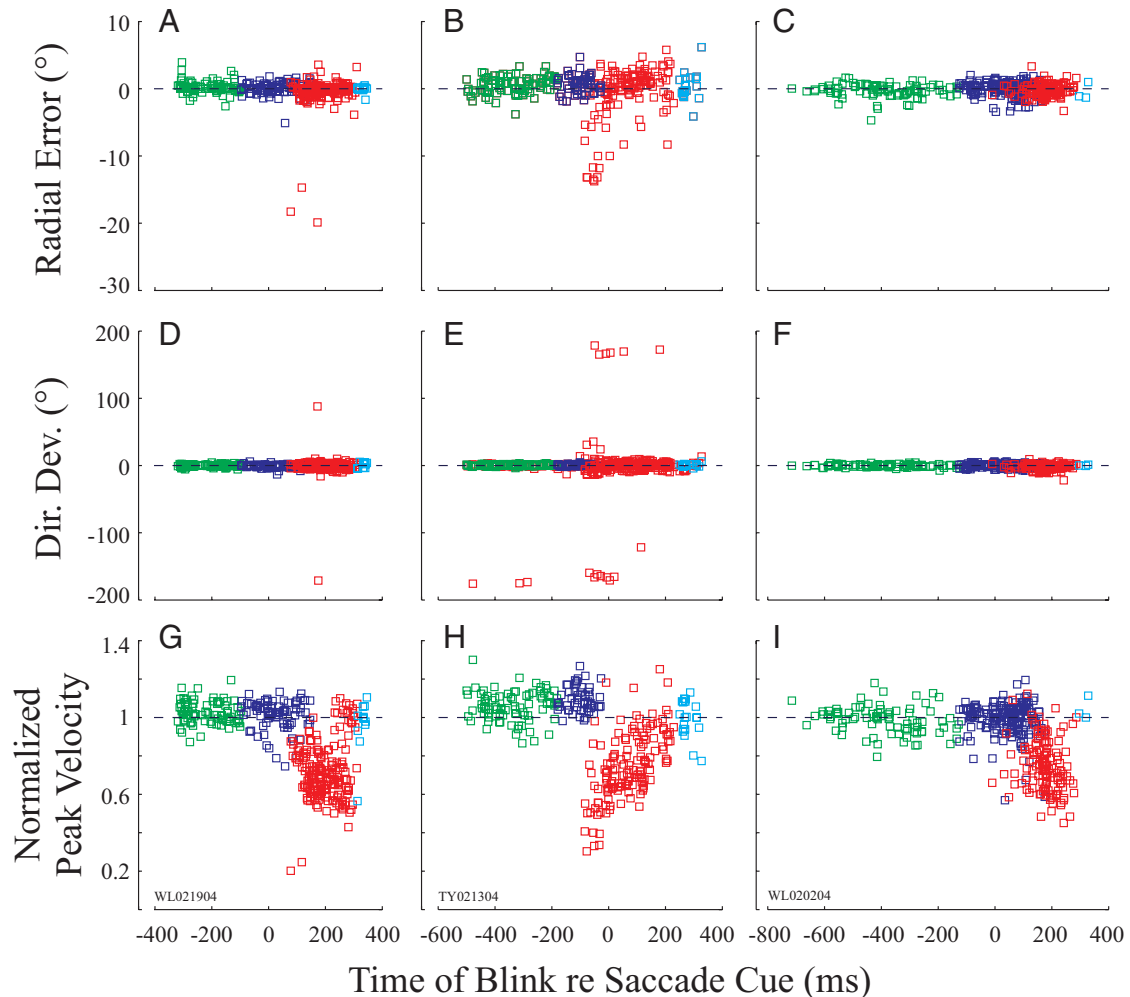 A
B
C
10
0
-10
-20
-30
Radial Error (°)
D
E
F
200
100
0
-100
-200
Dir. Dev. (°)
G
H
I
1.4
1
0.6
0.2
Normalized
Peak Velocity
WL021904
TY021304
WL020204
-400 -200 0 200 400
-600 -400 -200 0 200 400
-800 -600 -400 -200 0 200 400
Time of Blink re Saccade Cue (ms)